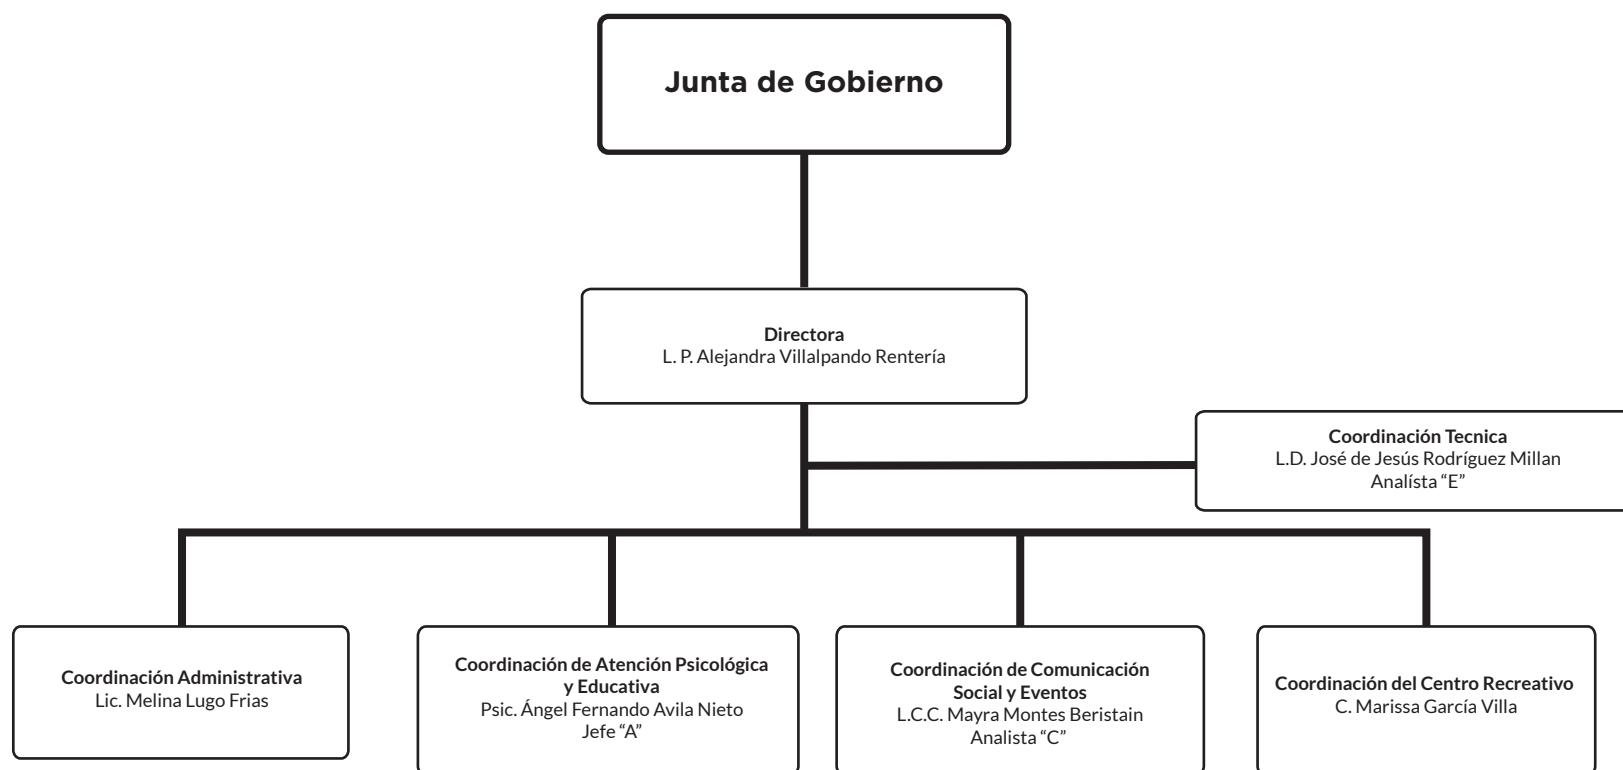 Junta de Gobierno
Directora
L. P. Alejandra Villalpando Rentería
Coordinación Tecnica
L.D. José de Jesús Rodríguez Millan
Analísta “E”
Coordinación Administrativa
Lic. Melina Lugo Frias
Coordinación de Atención Psicológica
y Educativa
Psic. Ángel Fernando Avila Nieto
Jefe “A”
Coordinación de Comunicación
Social y Eventos
L.C.C. Mayra Montes Beristain
Analista “C”
Coordinación del Centro Recreativo
C. Marissa García Villa